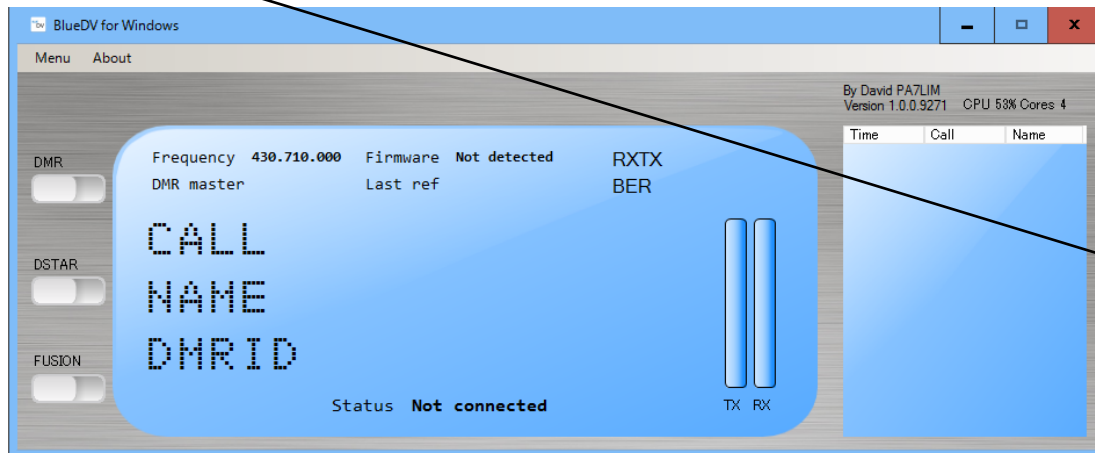 BlueDV for Windows
Menu About
By David PA7LIM
Version 1.0.0.9271 CPU 53% Cores 4
Time Call Name
DMR
Frequency 430.710.000 Firmware Not detected RXTX
DMR master Last ref BER
CALL
DSTAR
NAME
DMRID
FUSION
Status Not connected
TX RX